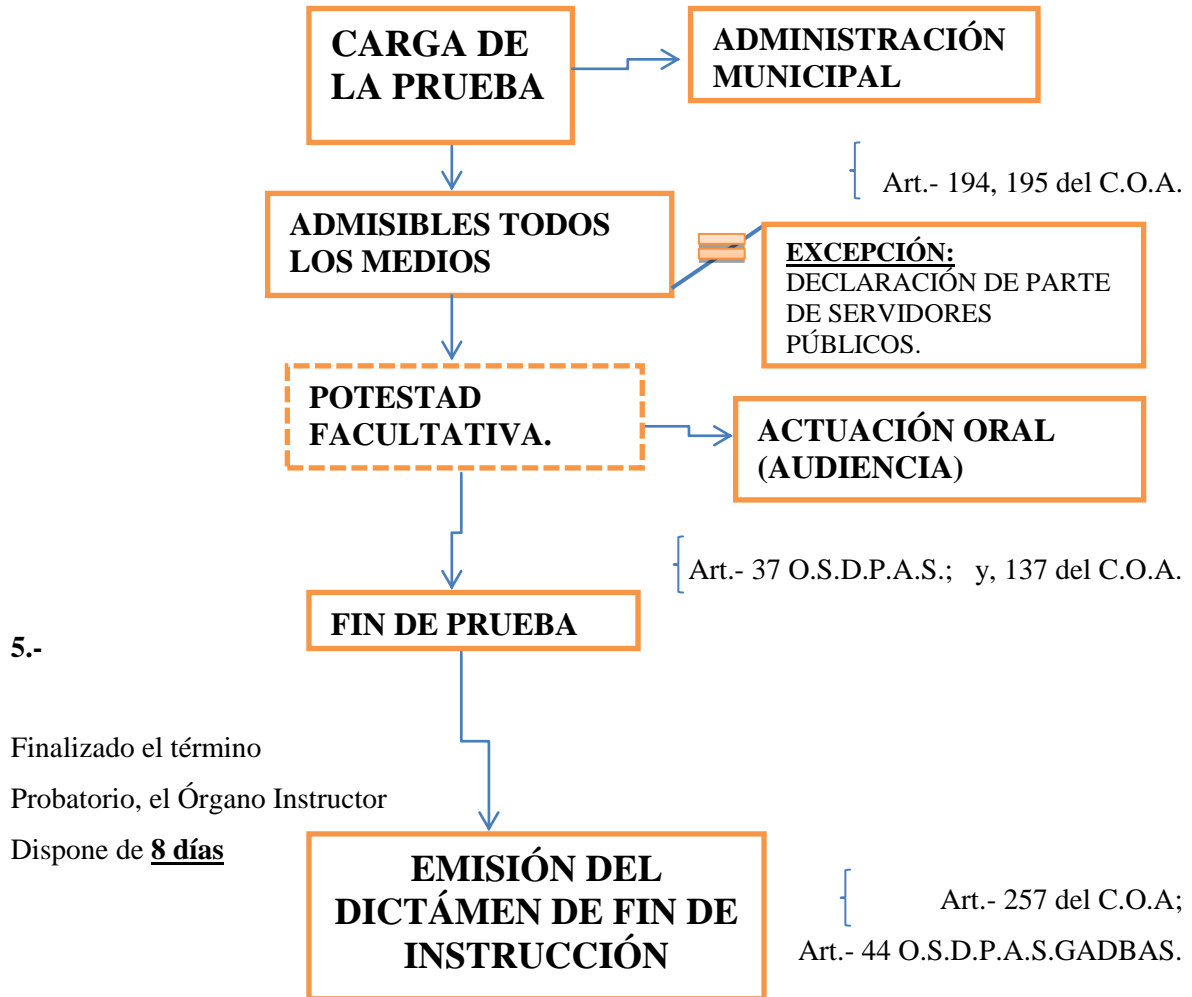 CARGA DE
LA PRUEBA
ADMINISTRACIÓN
MUNICIPAL
Art.- 194, 195 del C.O.A.
ADMISIBLES TODOS
LOS MEDIOS
EXCEPCIÓN:
DECLARACIÓN DE PARTE
DE SERVIDORES
PÚBLICOS.
POTESTAD
FACULTATIVA.
ACTUACIÓN ORAL
(AUDIENCIA)
Art.- 37 O.S.D.P.A.S.; y, 137 del C.O.A.
FIN DE PRUEBA
5.-
Finalizado el término
Probatorio, el Órgano Instructor
Dispone de 8 días
EMISIÓN DEL
DICTÁMEN DE FIN DE
INSTRUCCIÓN
Art.- 257 del C.O.A;
Art.- 44 O.S.D.P.A.S.GADBAS.